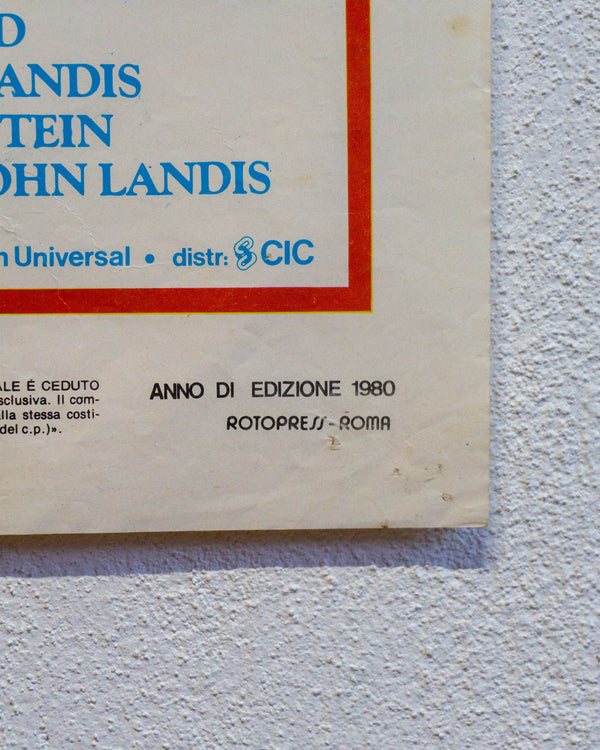 D
ANDIS
TEIN
OHN LANDIS
n Universal • distr: CIC
ALE È CEDUTO
sclusiva. Il com-
alla stessa costi-
del c.p.)».
ANNO DI EDIZIONE 1980
ROTOPRESS-ROMA